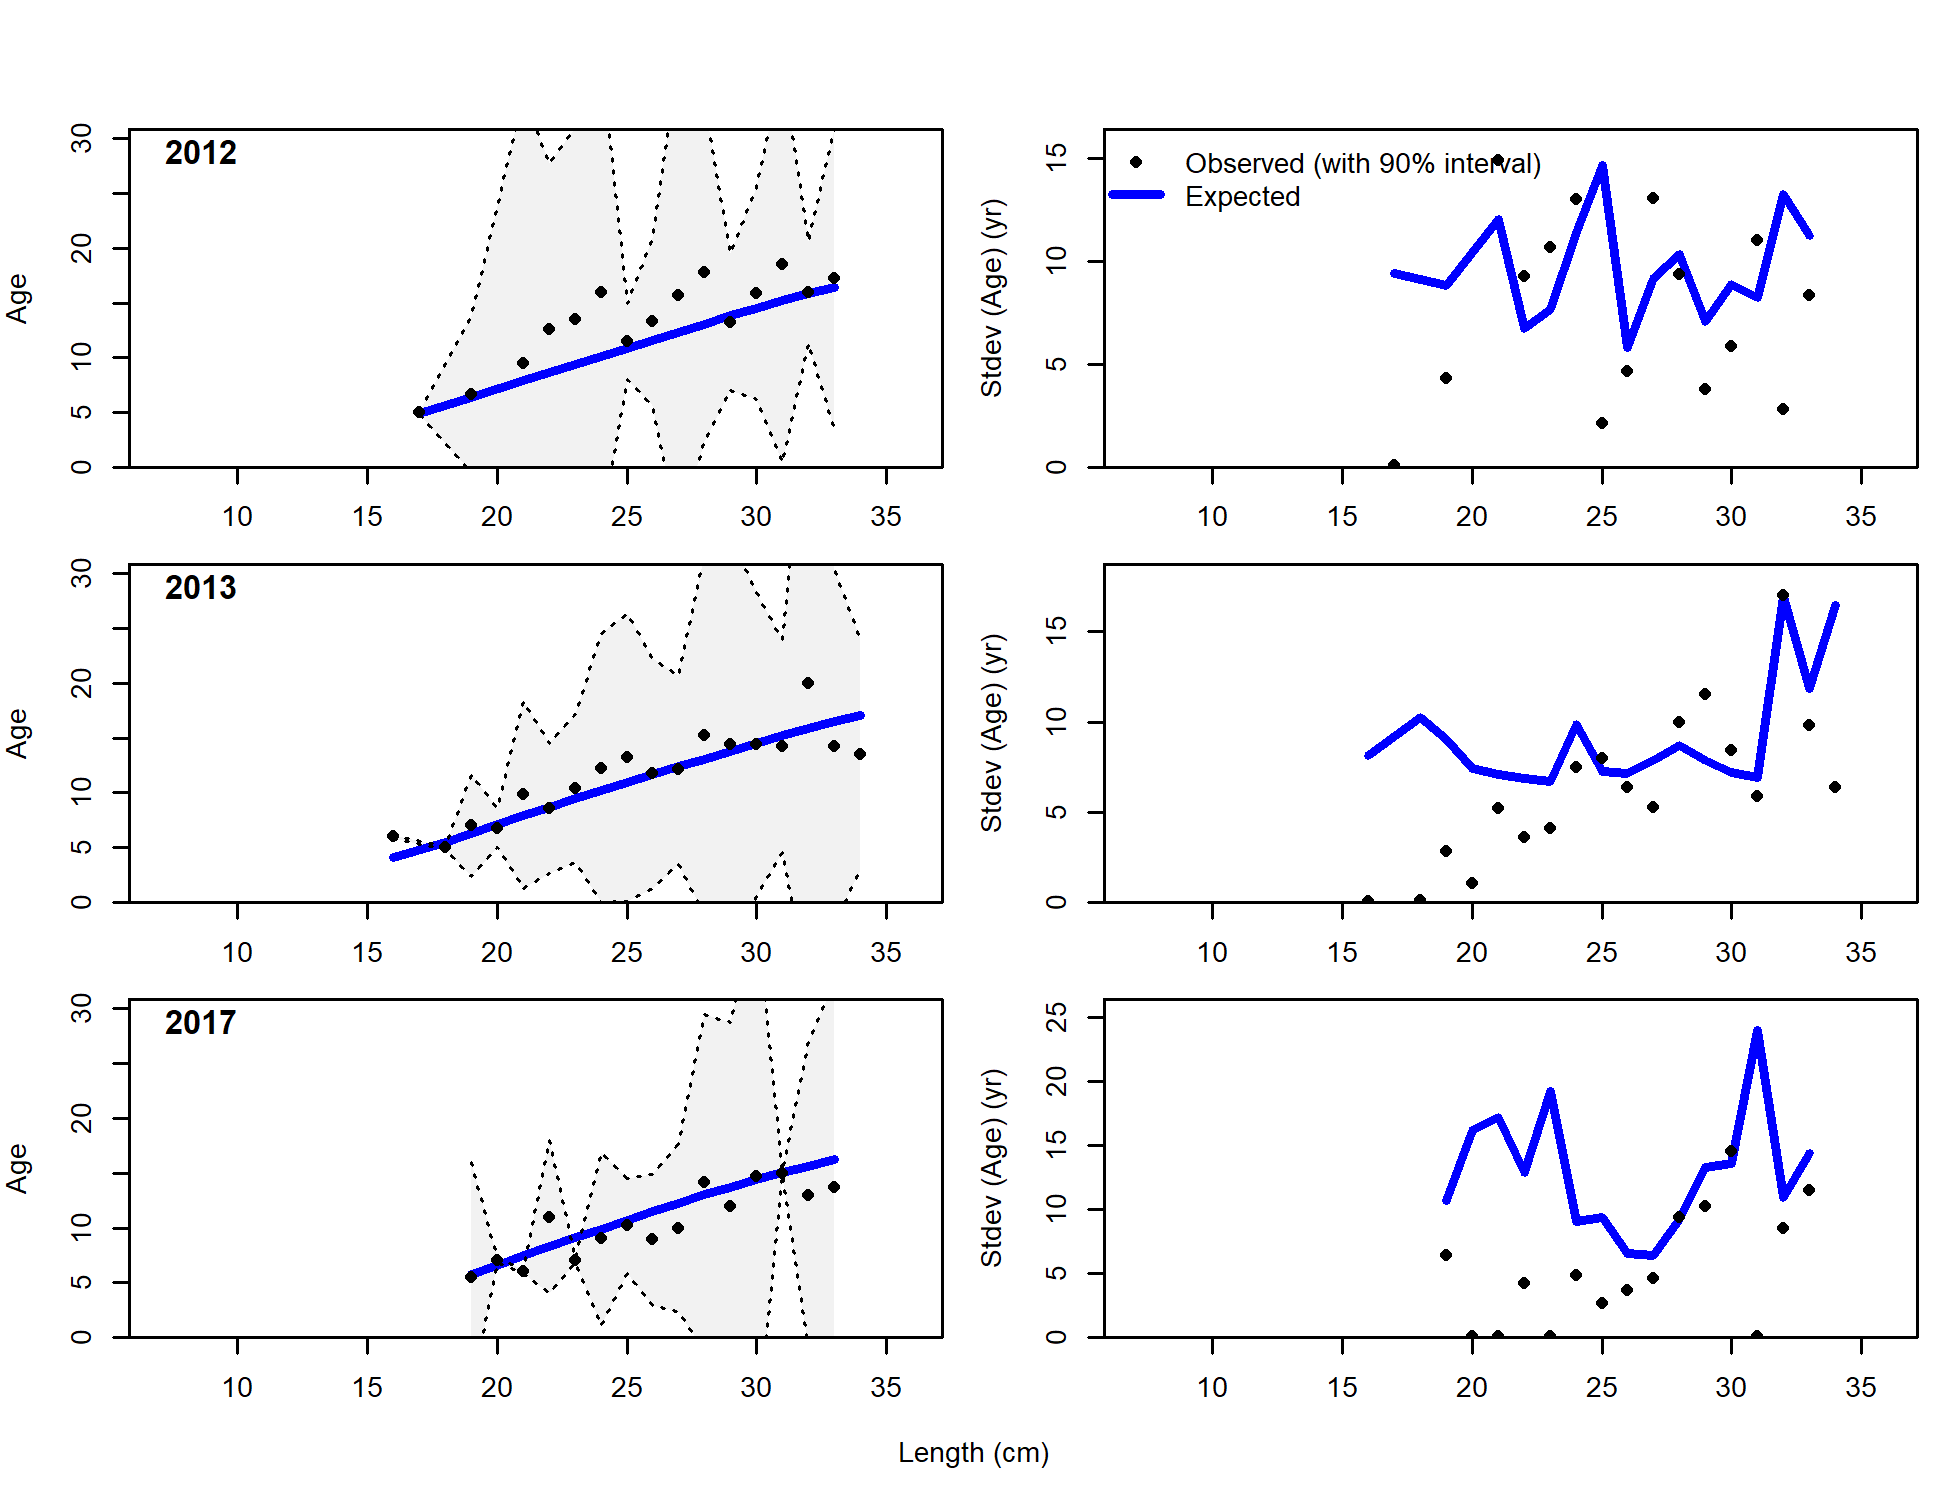 2012
Age
0 5 10 20 30
10 15 20 25 30 35
Observed (with 90% interval)
Expected
Stdev (Age) (yr)
0 5 10 15
10 15 20 25 30 35
2013
Age
0 5 10 20 30
10 15 20 25 30 35
Stdev (Age) (yr)
0 5 10 15
10 15 20 25 30 35
2017
Age
0 5 10 20 30
10 15 20 25 30 35
Stdev (Age) (yr)
0 5 10 15 20 25
10 15 20 25 30 35
Length (cm)